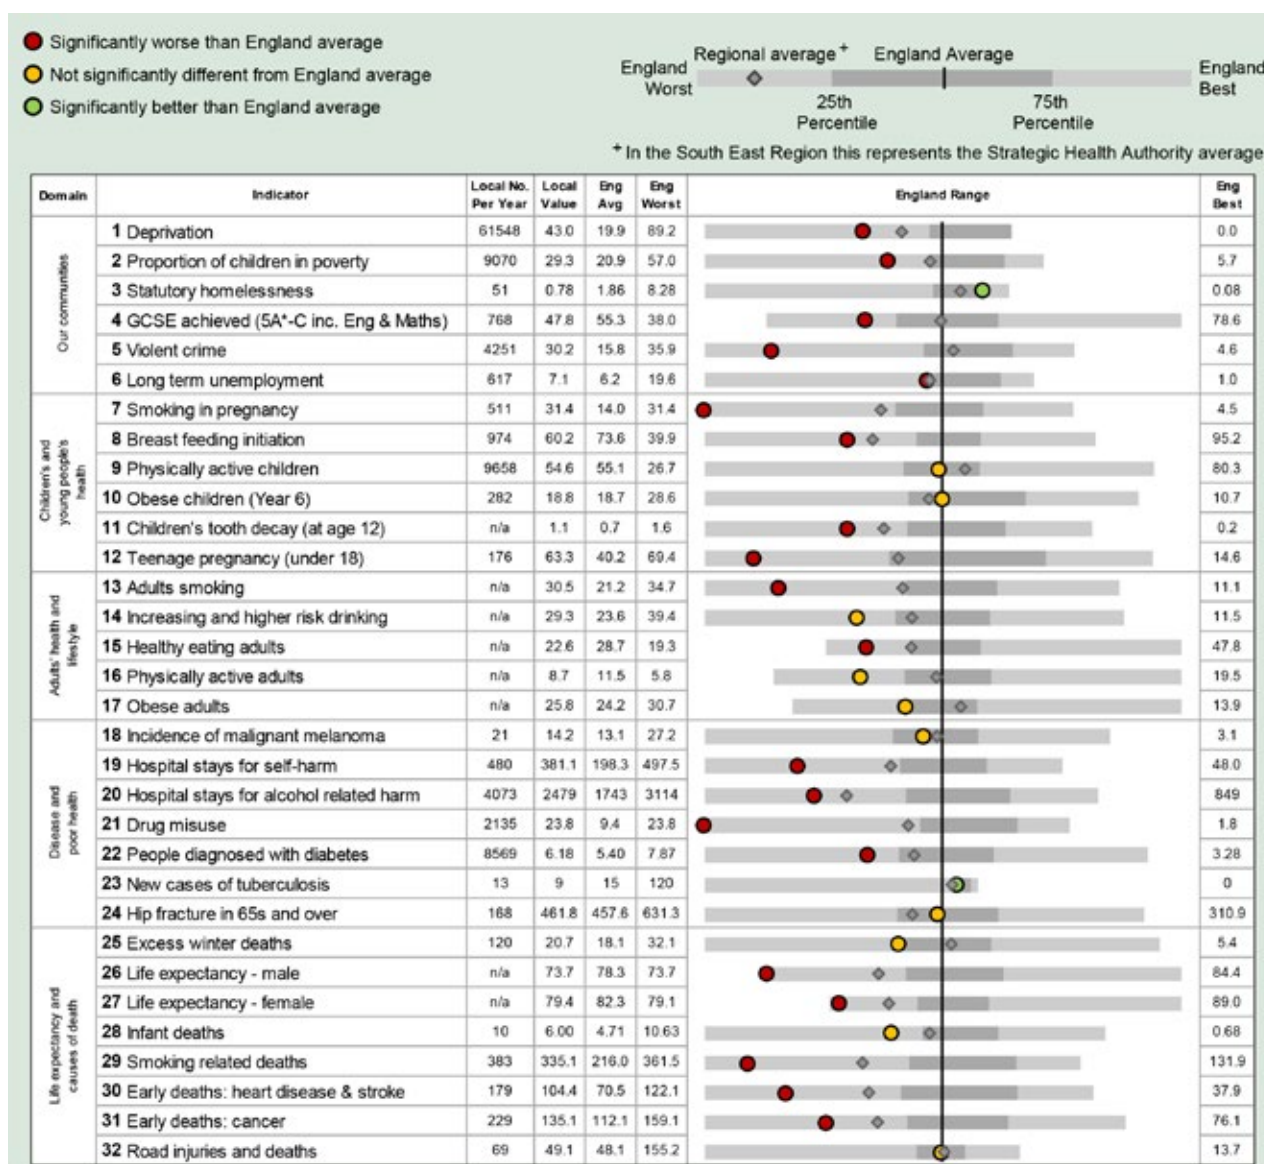 Significantly worse than England average
Not significantly different from England average
Significantly better than England average
Regional average +
England Average
England Worst
England Best
25th Percentile
75th Percentile
+ In the South East Region this represents the Strategic Health Authority average
Domain Indicator Local No. Per Year Local Value Eng Avg Eng Worst England Range Eng Best
Our communities
1 Deprivation 61548 43.0 19.9 89.2 0.0
2 Proportion of children in poverty 9070 29.3 20.9 57.0 5.7
3 Statutory homelessness 51 0.78 1.86 8.28 0.08
4 GCSE achieved (5A*-C inc. Eng & Maths) 768 47.8 55.3 38.0 78.6
5 Violent crime 4251 30.2 15.8 35.9 4.6
6 Long term unemployment 617 7.1 6.2 19.6 1.0
Children's and young people's health
7 Smoking in pregnancy 511 31.4 14.0 31.4 4.5
8 Breast feeding initiation 974 60.2 73.6 39.9 95.2
9 Physically active children 9658 54.6 55.1 26.7 80.3
10 Obese children (Year 6) 282 18.8 18.7 28.6 10.7
11 Children's tooth decay (at age 12) n/a 1.1 0.7 1.6 0.2
12 Teenage pregnancy (under 18) 176 63.3 40.2 69.4 14.6
Adults' health and lifestyle
13 Adults smoking n/a 30.5 21.2 34.7 11.1
14 Increasing and higher risk drinking n/a 29.3 23.6 39.4 11.5
15 Healthy eating adults n/a 22.6 28.7 19.3 47.8
16 Physically active adults n/a 8.7 11.5 5.8 19.5
17 Obese adults n/a 25.8 24.2 30.7 13.9
Disease and poor health
18 Incidence of malignant melanoma 21 14.2 13.1 27.2 3.1
19 Hospital stays for self-harm 480 381.1 198.3 497.5 48.0
20 Hospital stays for alcohol related harm 4073 2479 1743 3114 849
21 Drug misuse 2135 23.8 9.4 23.8 1.8
22 People diagnosed with diabetes 8569 6.18 5.40 7.87 3.28
23 New cases of tuberculosis 13 9 15 120 0
24 Hip fracture in 65s and over 168 461.8 457.6 631.3 310.9
Life expectancy and causes of death
25 Excess winter deaths 120 20.7 18.1 32.1 5.4
26 Life expectancy - male n/a 73.7 78.3 73.7 84.4
27 Life expectancy - female n/a 79.4 82.3 79.1 89.0
28 Infant deaths 10 6.00 4.71 10.63 0.68
29 Smoking related deaths 383 335.1 216.0 361.5 131.9
30 Early deaths: heart disease & stroke 179 104.4 70.5 122.1 37.9
31 Early deaths: cancer 229 135.1 112.1 159.1 76.1
32 Road injuries and deaths 69 49.1 48.1 155.2 13.7